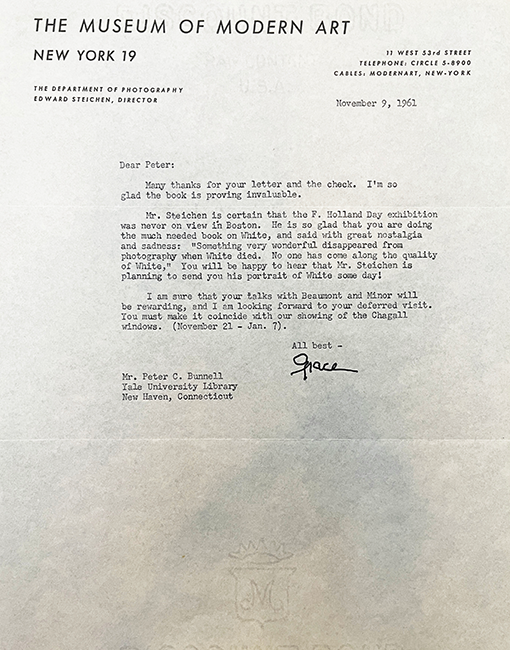 THE MUSEUM OF MODERN ART
NEW YORK 19
11 WEST 53rd STREET
TELEPHONE: CIRCLE 5-8900
CABLES: MODERNART, NEW-YORK
THE DEPARTMENT OF PHOTOGRAPHY
EDWARD STEICHEN, DIRECTOR
November 9, 1961
Dear Peter:
Many thanks for your letter and the check. I'm so
glad the book is proving invaluable.
Mr. Steichen is certain that the F. Holland Day exhibition
was never on view in Boston. He is so glad that you are doing
the much needed book on White, and said with great nostalgia
and sadness: "Something very wonderful disappeared from
photography when White died. No one has come along the quality
of White," You will be happy to hear that Mr. Steichen is
planning to send you his portrait of White some day!
I am sure that your talks with Beaumont and Minor will
be rewarding, and I am looking forward to your deferred visit.
You must make it coincide with our showing of the Chagall
windows. (November 21 - Jan. 7).
All best -
Grace
Mr. Peter C. Bunnell
Yale University Library
New Haven, Connecticut